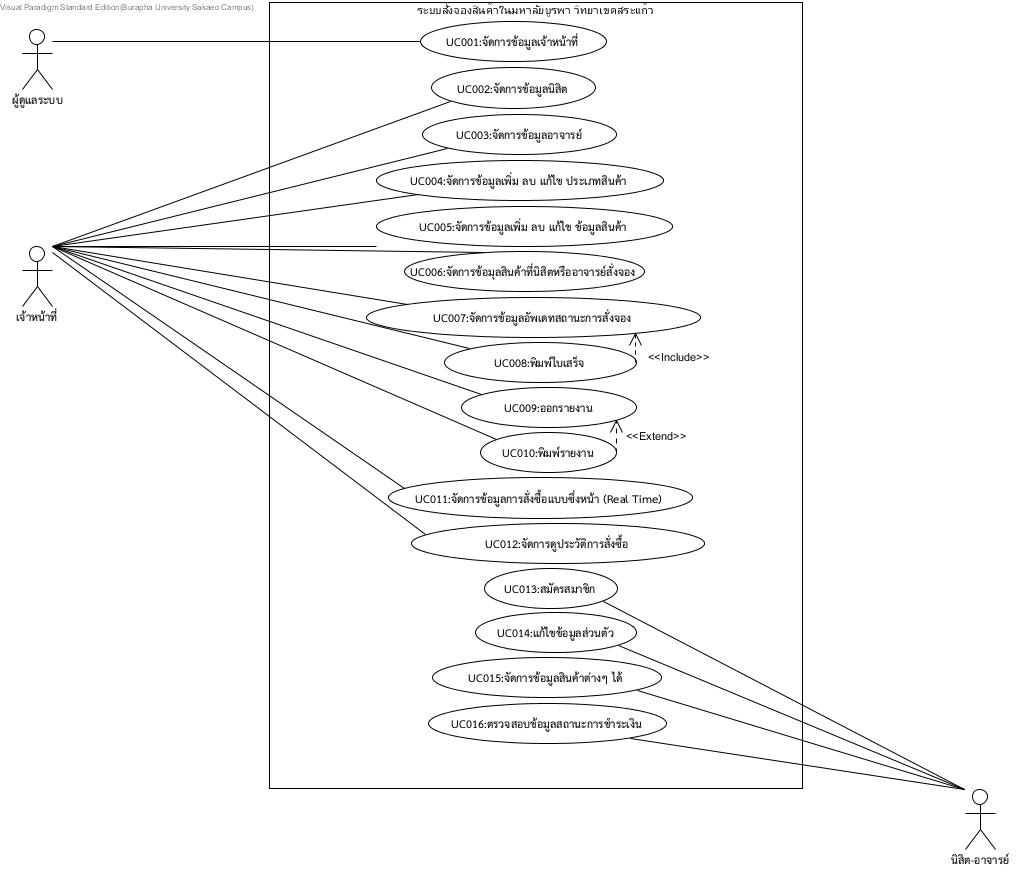 Visual Paradigm Standard Edition(Burapha University Sakaeo Campus)
ระบบสั่งจองสินค้าในมหาลัยบูรพา วิทยาเขตสระแก้ว
UC001:จัดการข้อมูลเจ้าหน้าที่
UC002:จัดการข้อมูลนิสิต
ผู้ดูแลระบบ
UC003:จัดการข้อมูลอาจารย์
UC004:จัดการข้อมูลเพิ่ม ลบ แก้ไข ประเภทสินค้า
UC005:จัดการข้อมูลเพิ่ม ลบ แก้ไข ข้อมูลสินค้า
UC006:จัดการข้อมุลสินค้าที่นิสิตหรืออาจารย์สั่งจอง
เจ้าหน้าที่
UC007:จัดการข้อมูลอัพเดทสถานะการสั่งจอง
<<Include>>
UC008:พิมพ์ใบเสร็จ
UC009:ออกรายงาน
<<Extend>>
UC010:พิมพ์รายงาน
UC011:จัดการข้อมูลการสั่งซื้อแบบซึ่งหน้า (Real Time)
UC012:จัดการดูประวัติการสั่งซื้อ
UC013:สมัครสมาชิก
UC014:แก้ไขข้อมูลส่วนตัว
UC015:จัดการข้อมูลสินค้าต่างๆ ได้
UC016:ตรวจสอบข้อมูลสถานะการชำระเงิน
นิสิต-อาจารย์